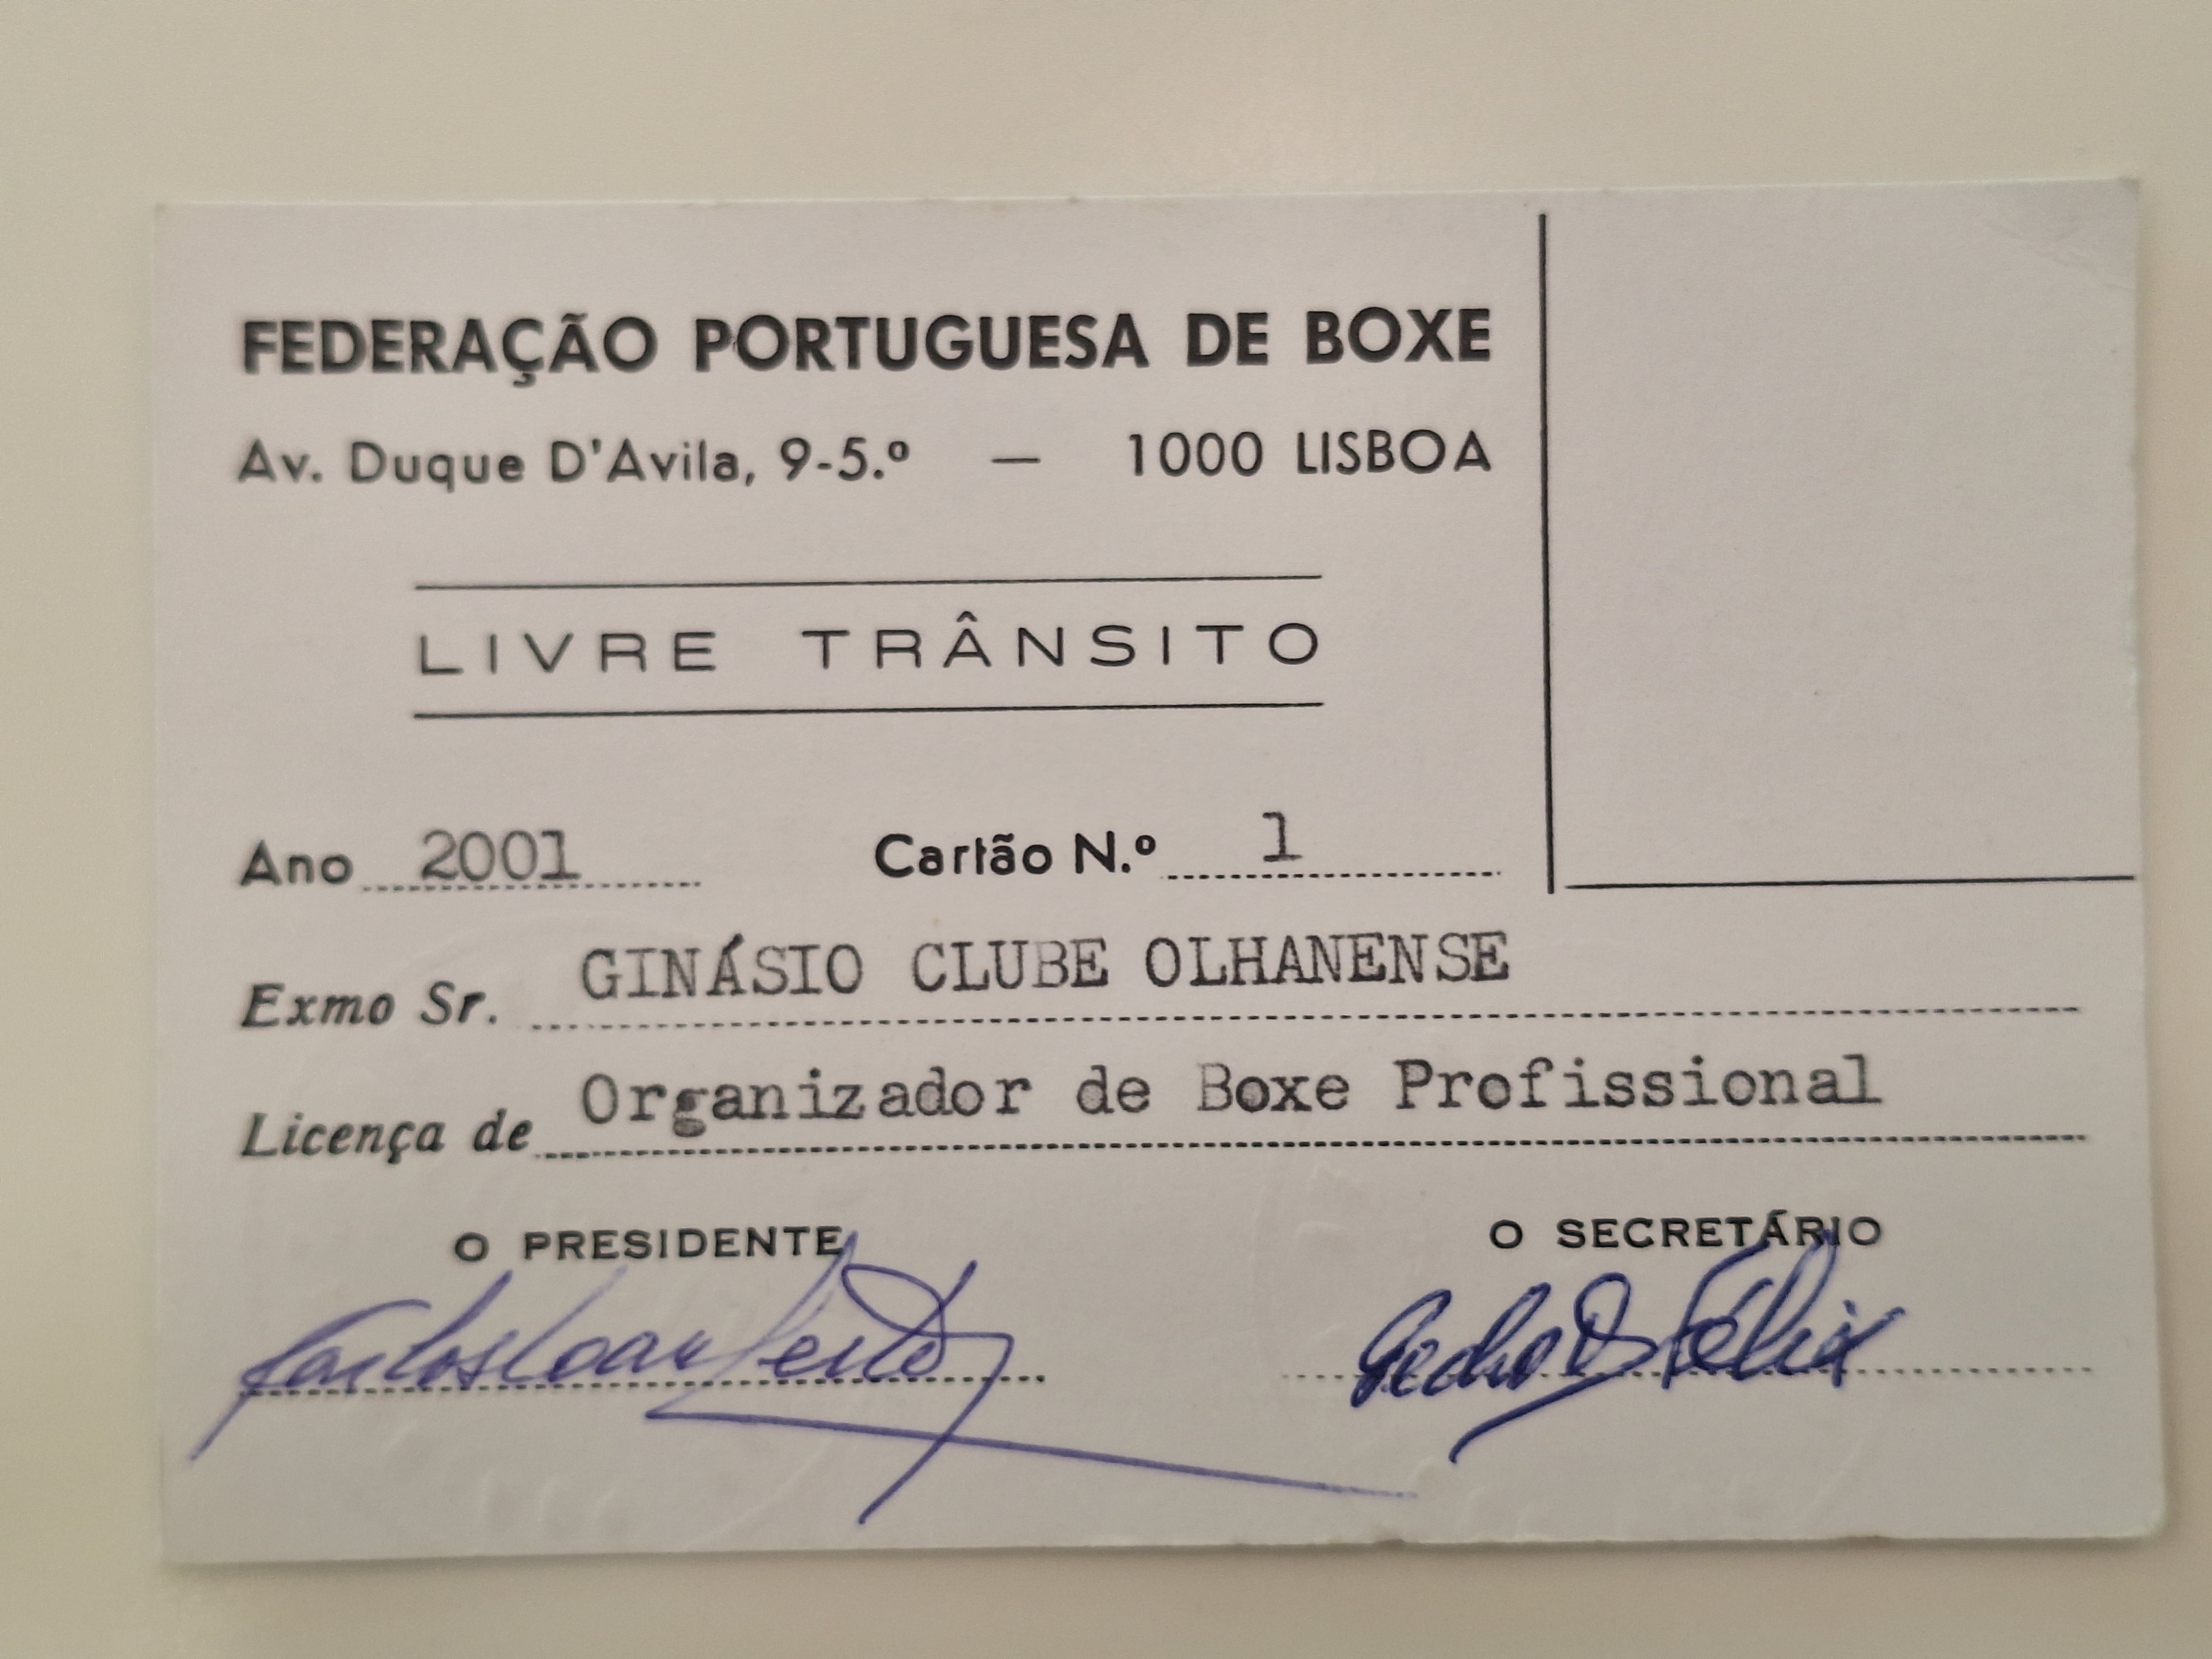 FEDERAÇÃO PORTUGUESA DE BOXE
Av. Duque D'Avila, 9-5.º — 1000 LISBOA
LIVRE TRÂNSITO
Ano 2001 Cartão N.º 1
Exmo Sr. GINÁSIO CLUBE OLHANENSE
Licença de Organizador de Boxe Profissional
O PRESIDENTE O SECRETÁRIO
Félix